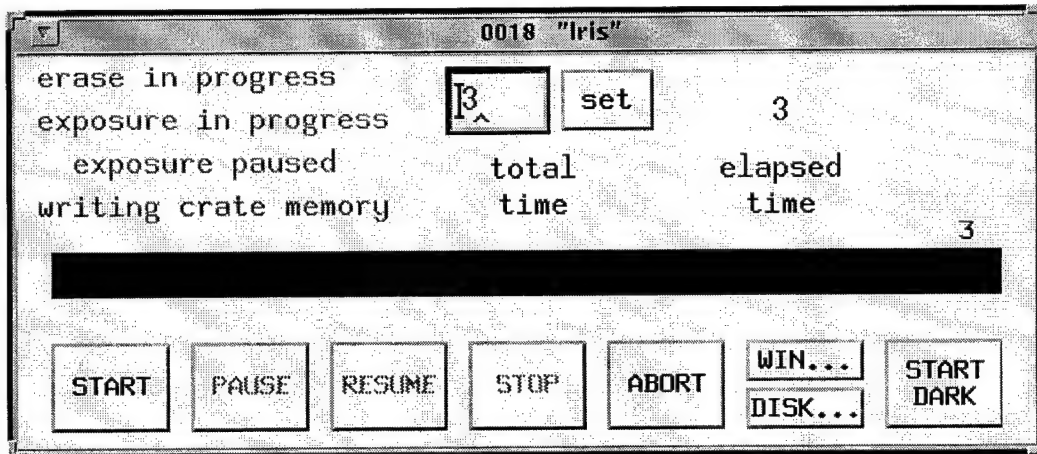 0018 "Iris"
erase in progress
exposure in progress
exposure paused
writing crate memory
3 set 3
total time
elapsed time
3
START PAUSE RESUME STOP ABORT WIN... DISK... START DARK